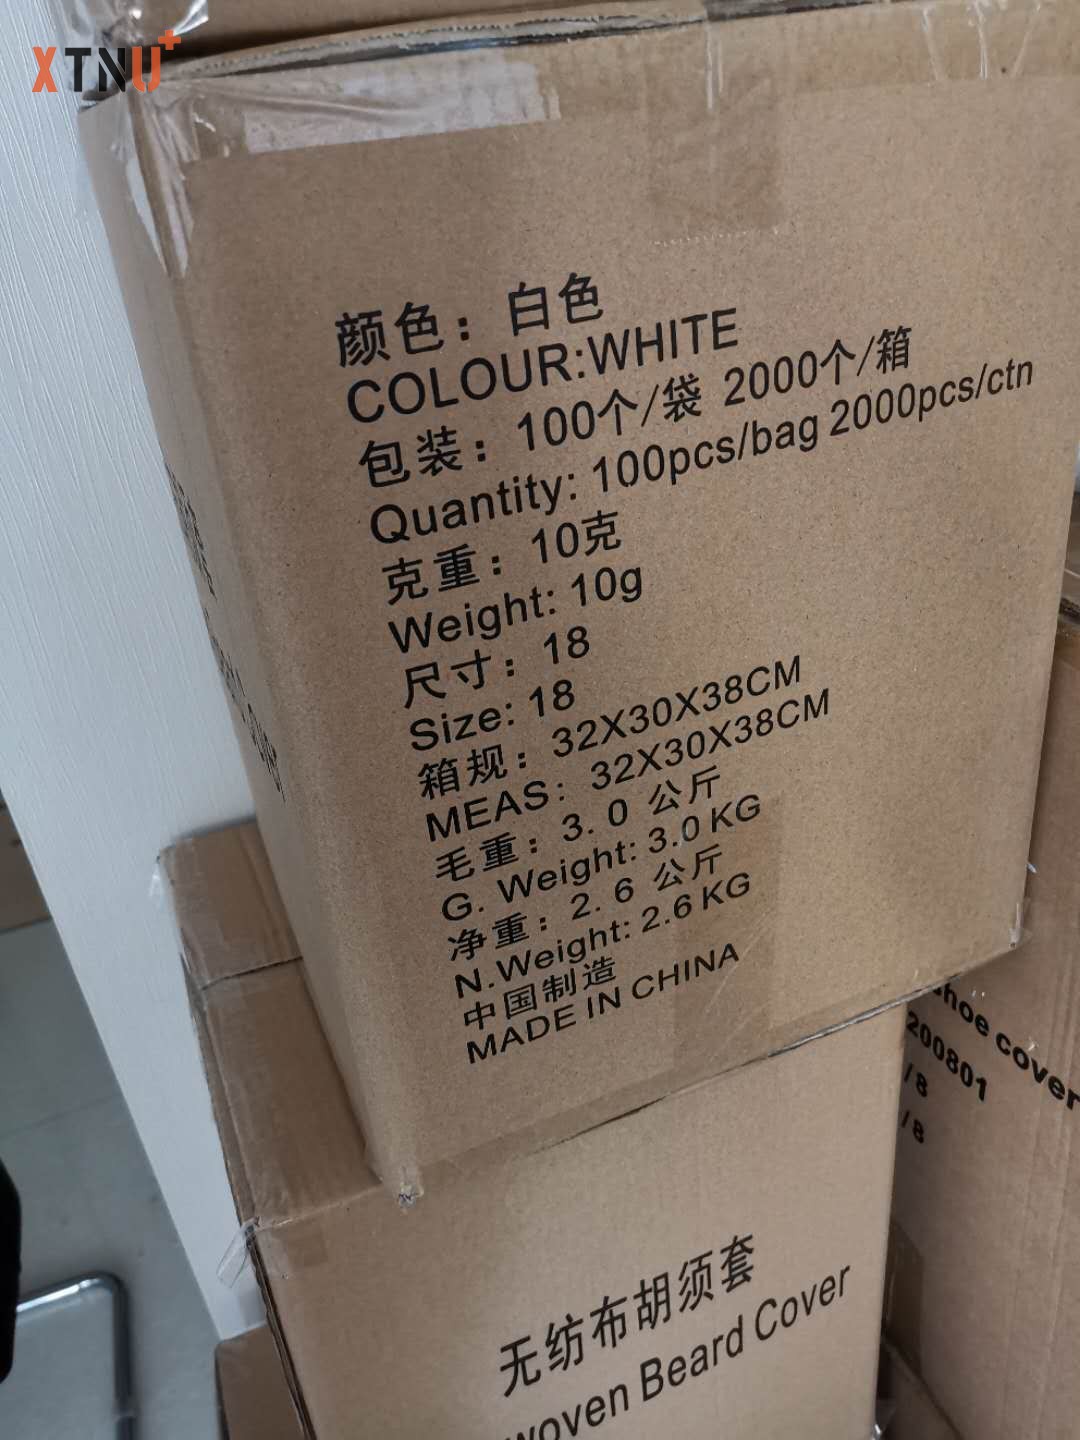 XTNU+
颜色：白色
COLOUR:WHITE
包装：100个/袋 2000个/箱
Quantity: 100pcs/bag 2000pcs/ctn
克重：10克
Weight: 10g
尺寸：18
Size: 18
箱规：32X30X38CM
MEAS: 32X30X38CM
毛重：3.0 公斤
G. Weight: 3.0 KG
净重：2.6 公斤
N.Weight: 2.6 KG
中国制造
MADE IN CHINA
cover
200801
/8
/8
无纺布胡须套
Beard Cover